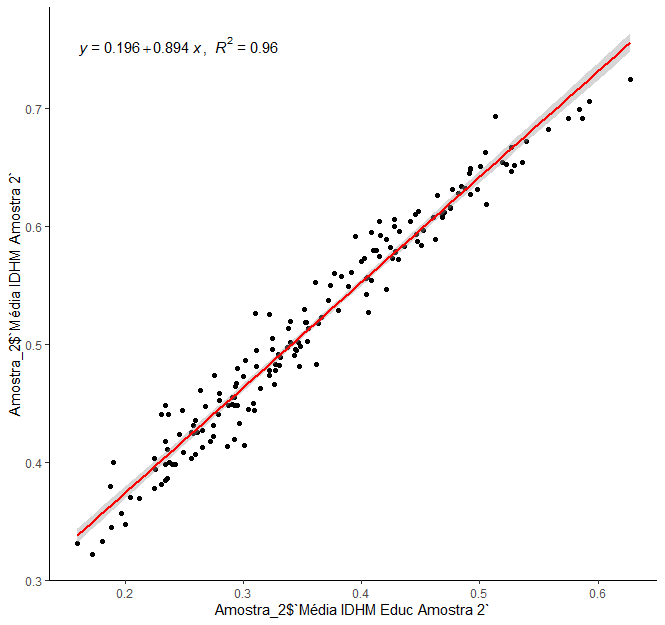 y = 0.196 + 0.894 x, R² = 0.96
0.7
0.6
0.5
0.4
0.3
Amostra_2$`Média IDHM Amostra 2`
0.2 0.3 0.4 0.5 0.6
Amostra_2$`Média IDHM Educ Amostra 2`